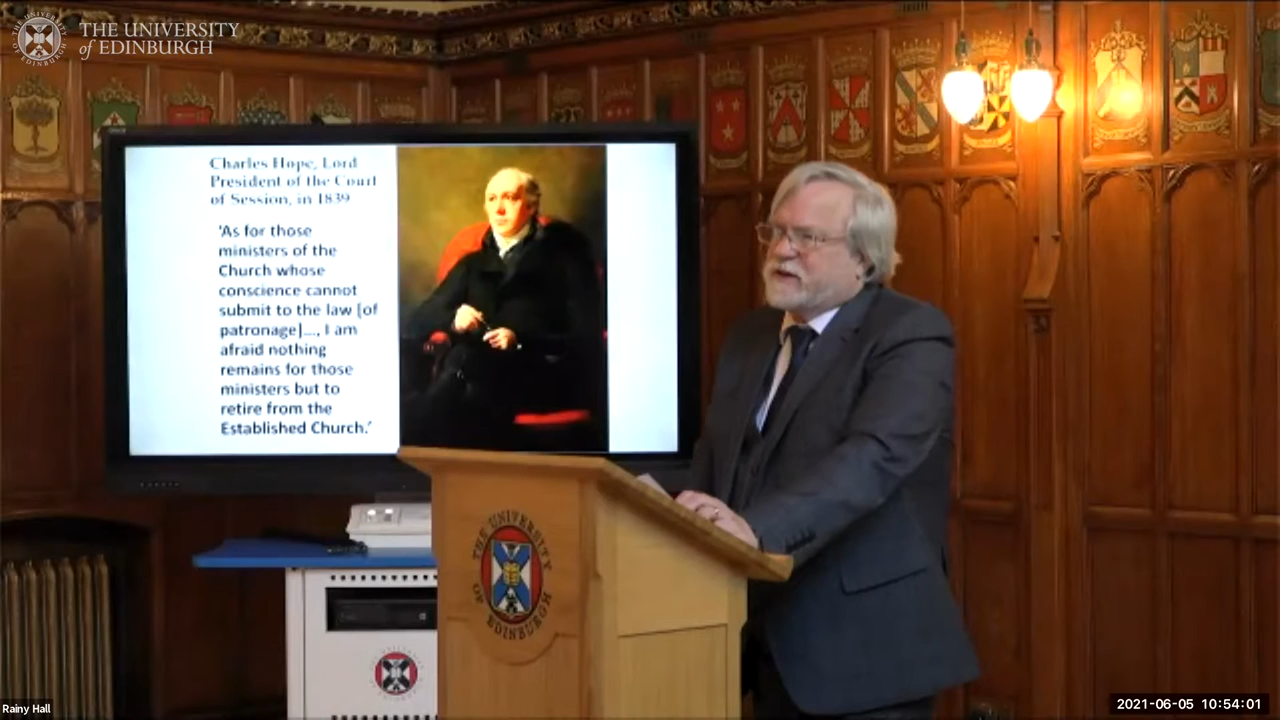 THE UNIVERSITY
of EDINBURGH
Charles Hope, Lord
President of the Court
of Session, in 1839
‘As for those
ministers of the
Church whose
conscience cannot
submit to the law [of
patronage]..., I am
afraid nothing
remains for those
ministers but to
retire from the
Established Church.’
THE UNIVERSITY
OF EDINBURGH
Rainy Hall
2021-06-05 10:54:01